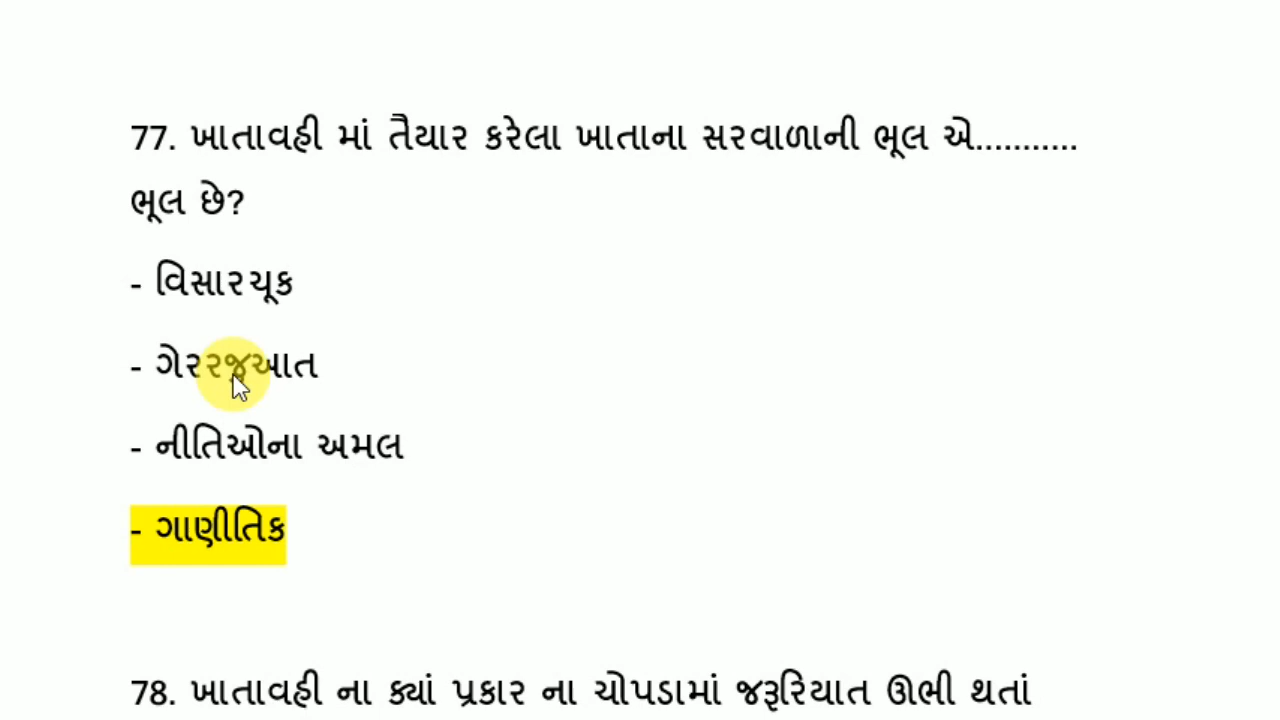 77. ખાતાવહી માં તૈયાર કરેલા ખાતાના સરવાળાની ભૂલ એ...........
ભૂલ છે?
- વિસારચૂક
- ગેરરજુઆત
- નીતિઓના અમલ
- ગાણીતિક
78. ખાતાવહી ના ક્યાં પ્રકાર ના ચોપડામાં જરૂરિયાત ઊભી થતાં